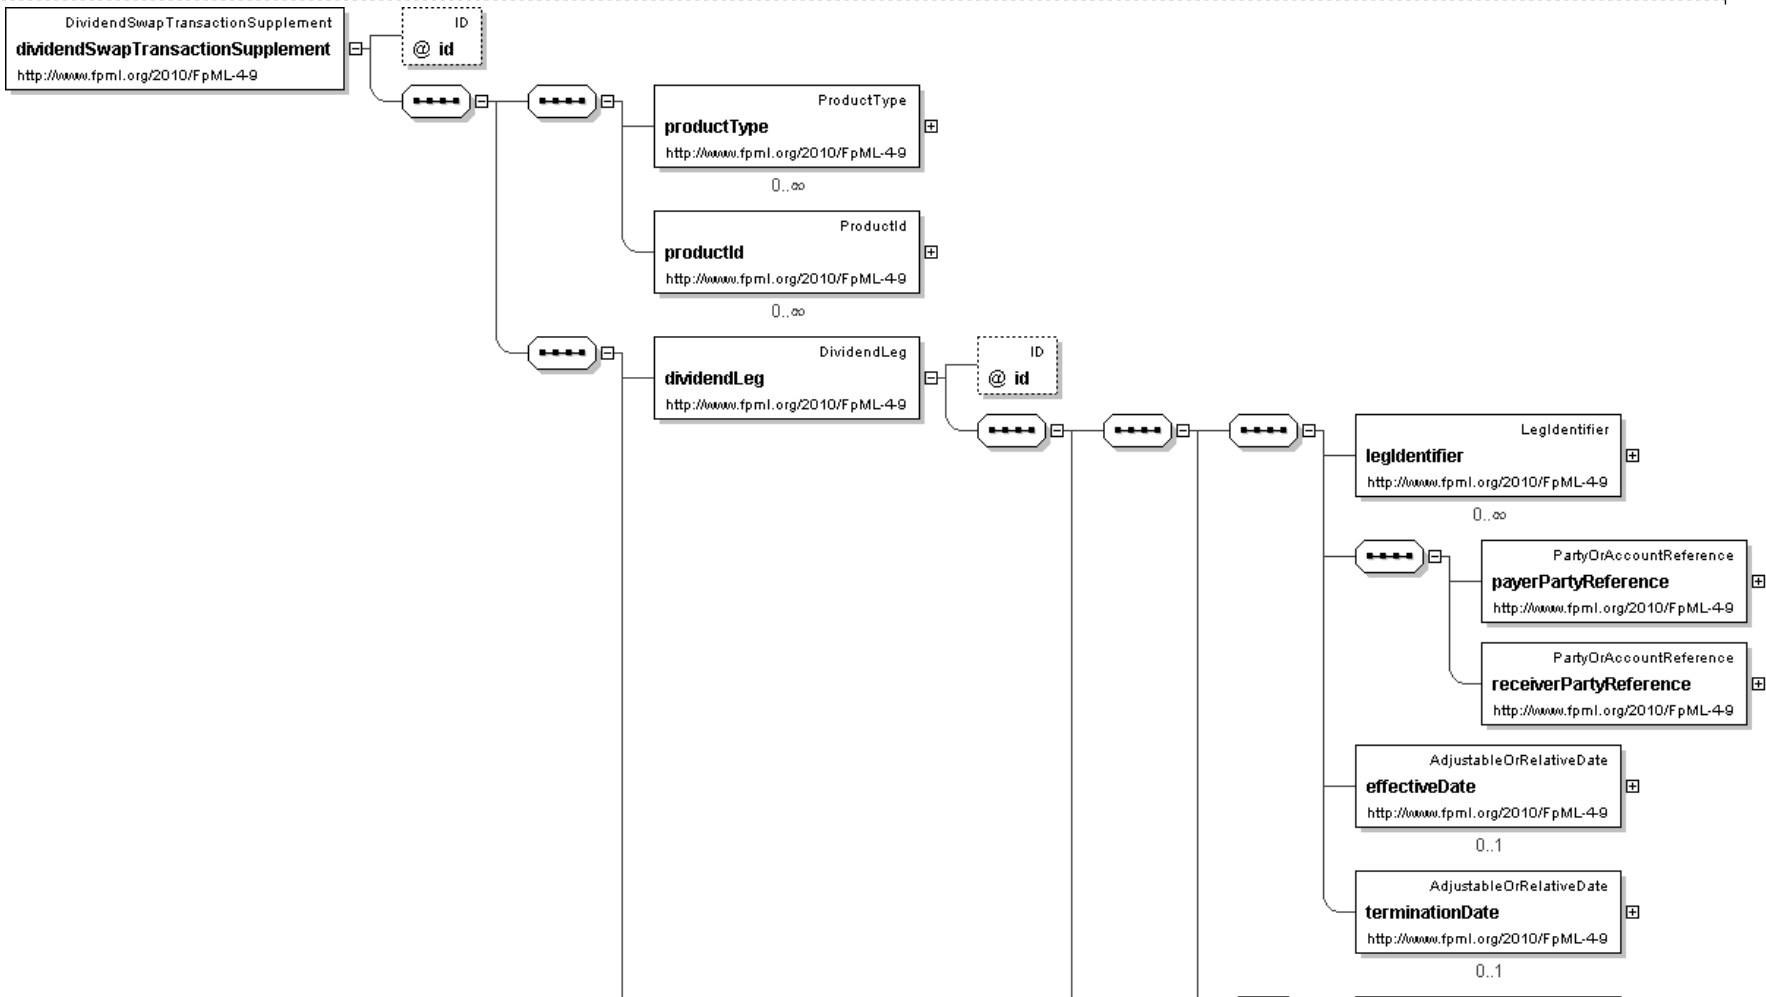 DividendSwapTransactionSupplement
dividendSwapTransactionSupplement
http://www.fpml.org/2010/FpML-4-9
ID
@ id
ProductType
productType
http://www.fpml.org/2010/FpML-4-9
0..∞
ProductId
productId
http://www.fpml.org/2010/FpML-4-9
0..∞
DividendLeg
dividendLeg
http://www.fpml.org/2010/FpML-4-9
ID
@ id
LegIdentifier
legIdentifier
http://www.fpml.org/2010/FpML-4-9
0..∞
PartyOrAccountReference
payerPartyReference
http://www.fpml.org/2010/FpML-4-9
PartyOrAccountReference
receiverPartyReference
http://www.fpml.org/2010/FpML-4-9
AdjustableOrRelativeDate
effectiveDate
http://www.fpml.org/2010/FpML-4-9
0..1
AdjustableOrRelativeDate
terminationDate
http://www.fpml.org/2010/FpML-4-9
0..1